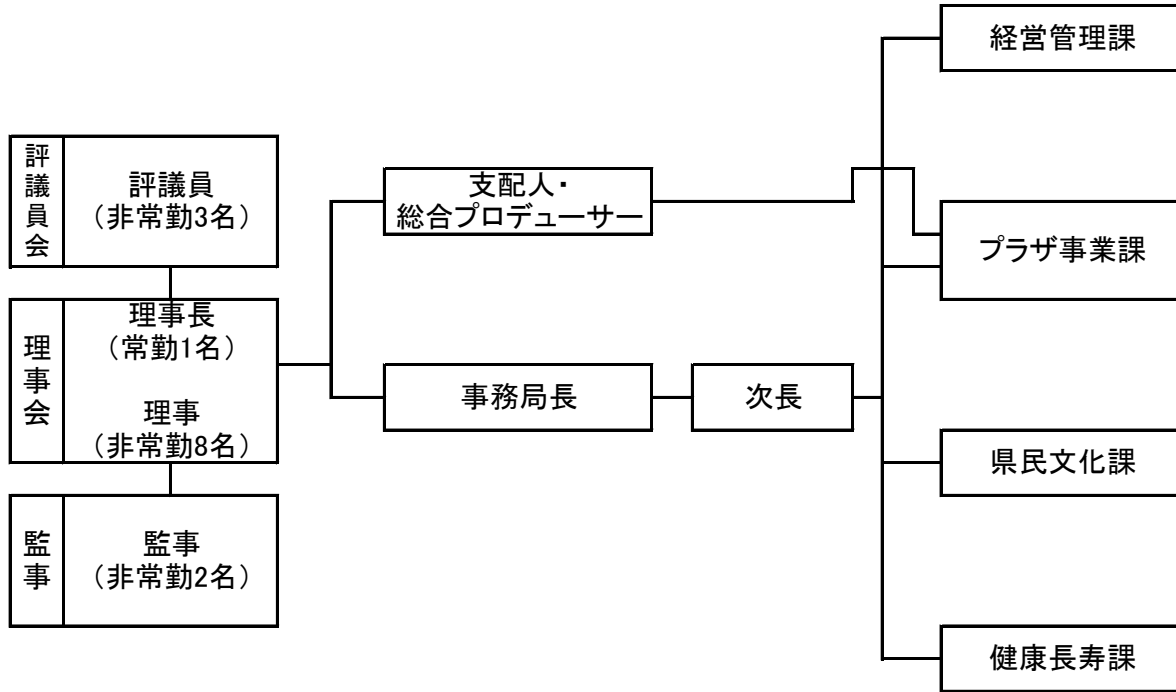 評議員会
評議員
（非常勤3名）
理事会
理事長
（常勤1名）
理事
（非常勤8名）
監事
監事
（非常勤2名）
支配人・
総合プロデューサー
事務局長
次長
経営管理課
プラザ事業課
県民文化課
健康長寿課